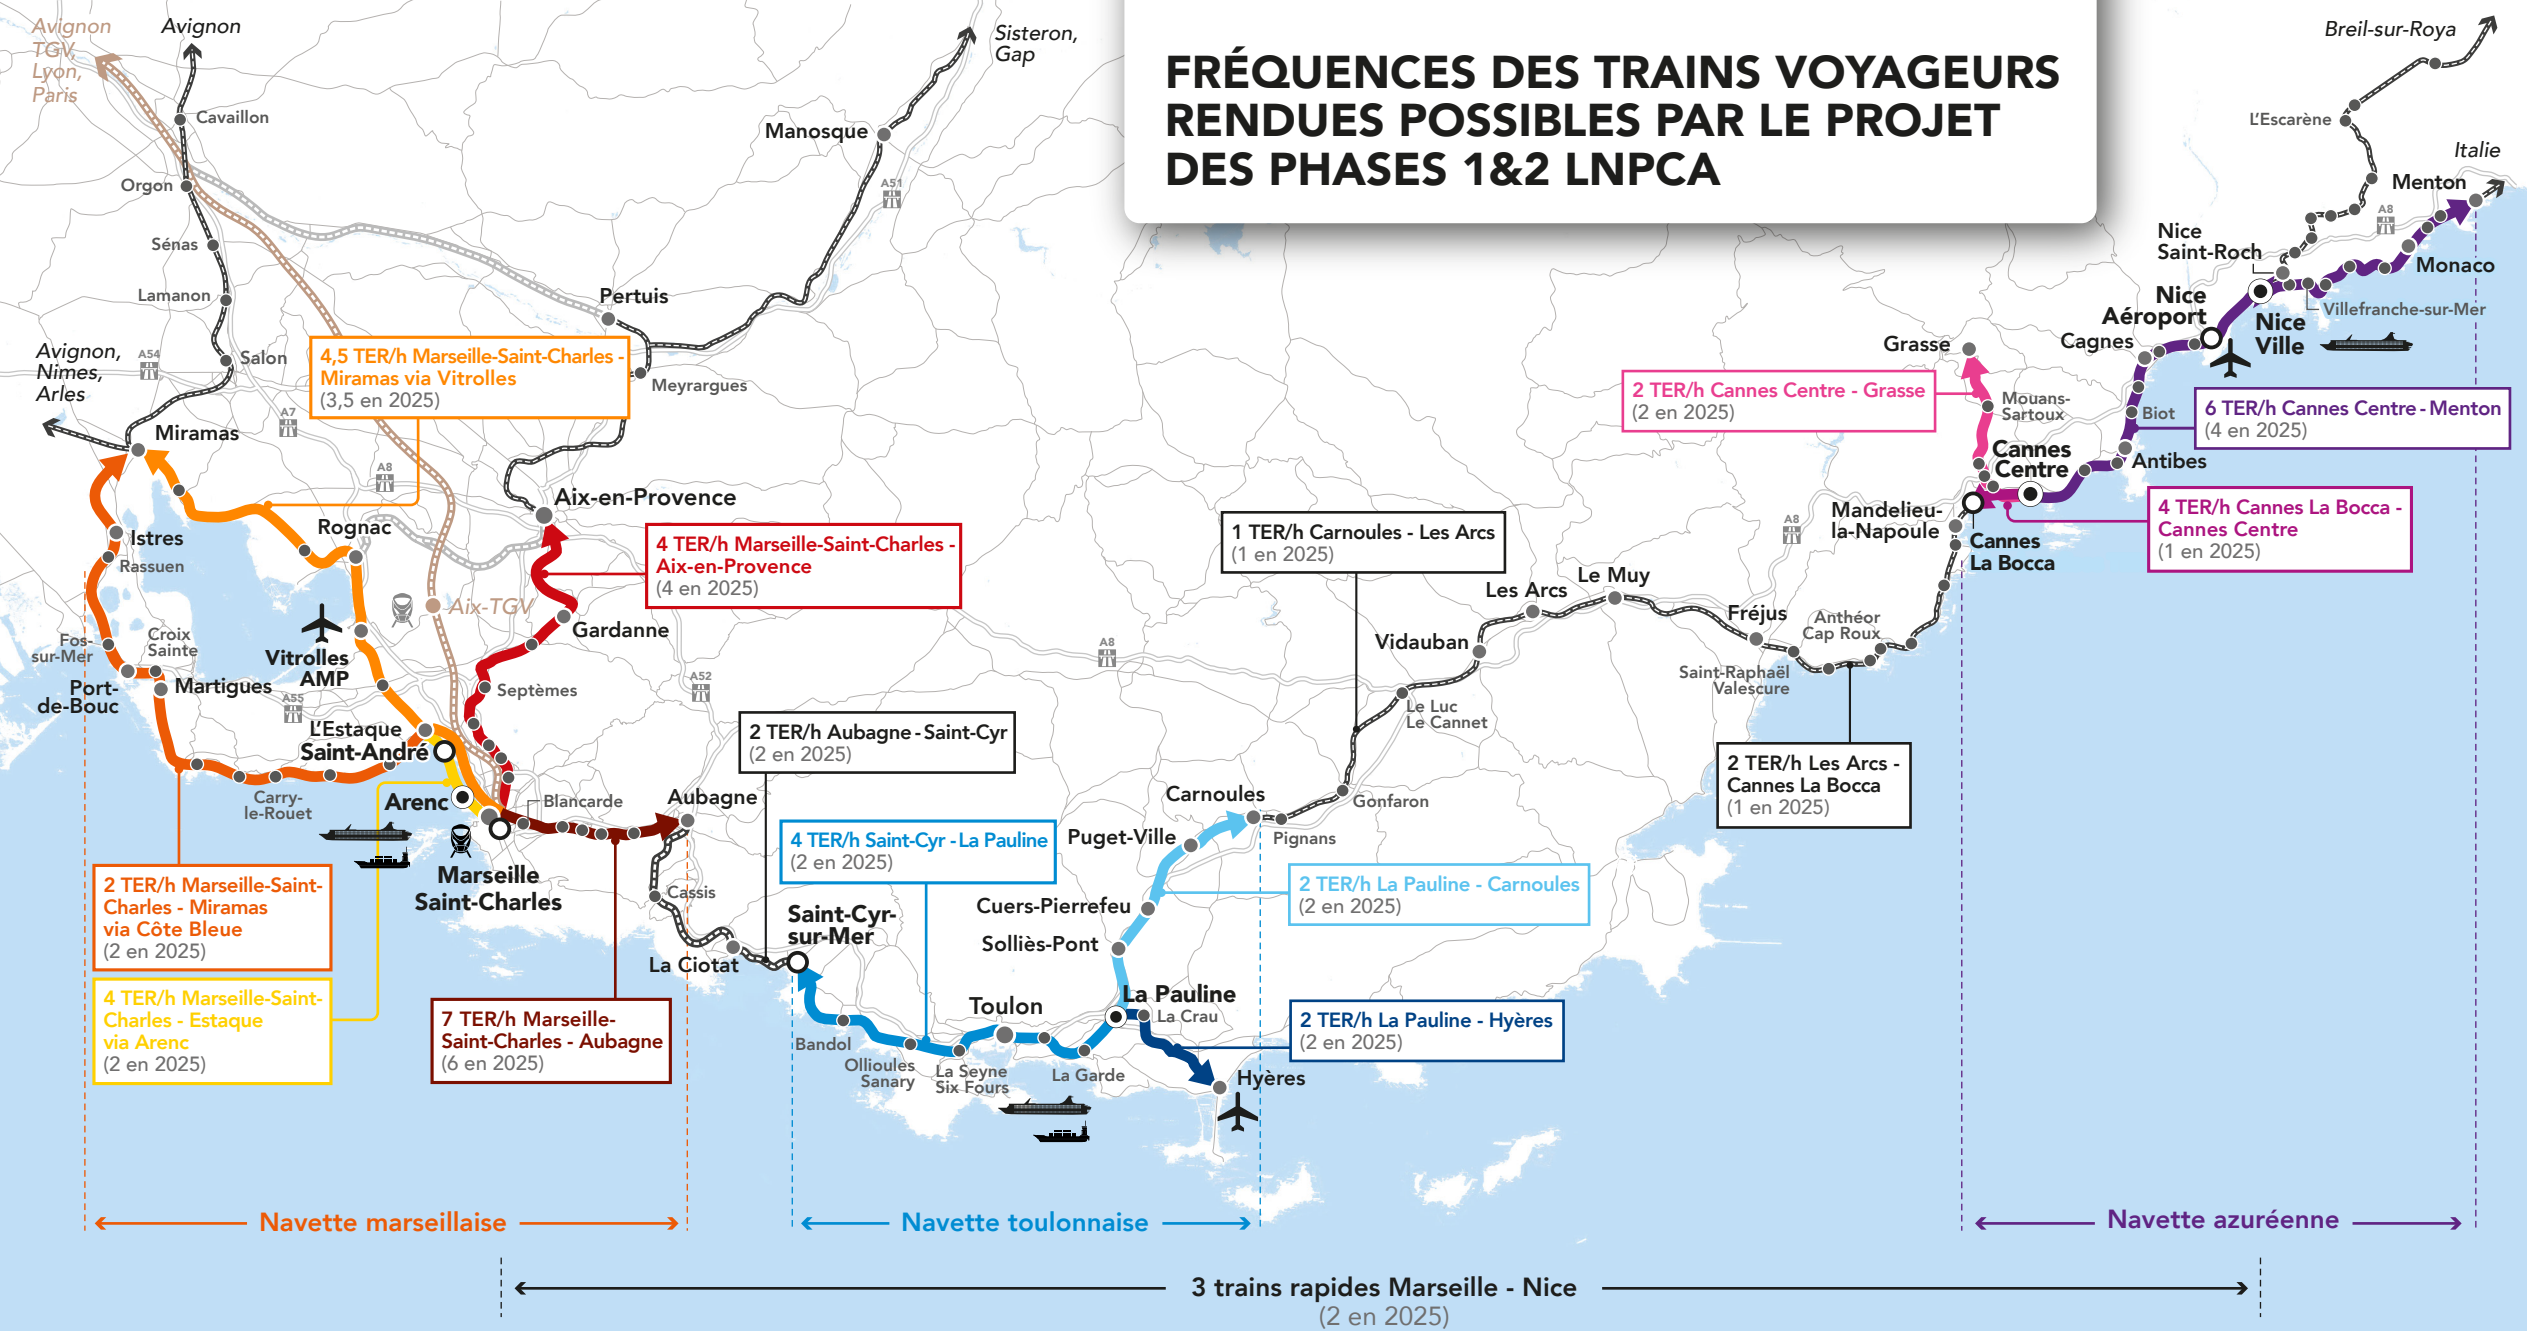 FRÉQUENCES DES TRAINS VOYAGEURS
RENDUES POSSIBLES PAR LE PROJET
DES PHASES 1&2 LNPCA
Avignon
TGV,
Lyon,
Paris
Avignon
Sisteron,
Gap
Breil-sur-Roya
Cavaillon
Manosque
L'Escarène
Italie
Orgon
A51
Menton
A8
Sénas
Nice
Saint-Roch
Monaco
Lamanon
Pertuis
Nice
Aéroport
Villefranche-sur-Mer
Nice
Ville
Avignon,
Nimes,
Arles
A54
Salon
4,5 TER/h Marseille-Saint-Charles -
Miramas via Vitrolles
(3,5 en 2025)
Meyrargues
Grasse
Cagnes
2 TER/h Cannes Centre - Grasse
(2 en 2025)
Mouans-
Sartoux
Biot
6 TER/h Cannes Centre - Menton
(4 en 2025)
A7
Miramas
A8
Cannes
Centre
Antibes
Aix-en-Provence
4 TER/h Cannes La Bocca -
Cannes Centre
(1 en 2025)
Mandelieu-
la-Napoule
Cannes
La Bocca
A8
Istres
Rassuen
Rognac
4 TER/h Marseille-Saint-Charles -
Aix-en-Provence
(4 en 2025)
1 TER/h Carnoules - Les Arcs
(1 en 2025)
Les Arcs
Le Muy
Aix-TGV
Gardanne
Fréjus
Anthéor
Cap Roux
Fos-
sur-Mer
Croix
Sainte
Vitrolles
AMP
Vidauban
A8
Saint-Raphaël
Valescure
Port-
de-Bouc
Martigues
A55
Septèmes
A52
Le Luc
Le Cannet
L'Estaque
Saint-André
2 TER/h Aubagne - Saint-Cyr
(2 en 2025)
2 TER/h Les Arcs -
Cannes La Bocca
(1 en 2025)
Carry-
le-Rouet
Arenc
Blancarde
Aubagne
Carnoules
Gonfaron
Puget-Ville
Pignans
4 TER/h Saint-Cyr - La Pauline
(2 en 2025)
Marseille
Saint-Charles
Cassis
2 TER/h Marseille-Saint-
Charles - Miramas
via Côte Bleue
(2 en 2025)
2 TER/h La Pauline - Carnoules
(2 en 2025)
Cuers-Pierrefeu
Saint-Cyr-
sur-Mer
Solliès-Pont
La Ciotat
4 TER/h Marseille-Saint-
Charles - Estaque
via Arenc
(2 en 2025)
7 TER/h Marseille-
Saint-Charles - Aubagne
(6 en 2025)
Toulon
La Pauline
La Crau
2 TER/h La Pauline - Hyères
(2 en 2025)
Bandol
Ollioules
Sanary
La Seyne
Six Fours
La Garde
Hyères
Navette marseillaise
Navette toulonnaise
Navette azuréenne
3 trains rapides Marseille - Nice
(2 en 2025)